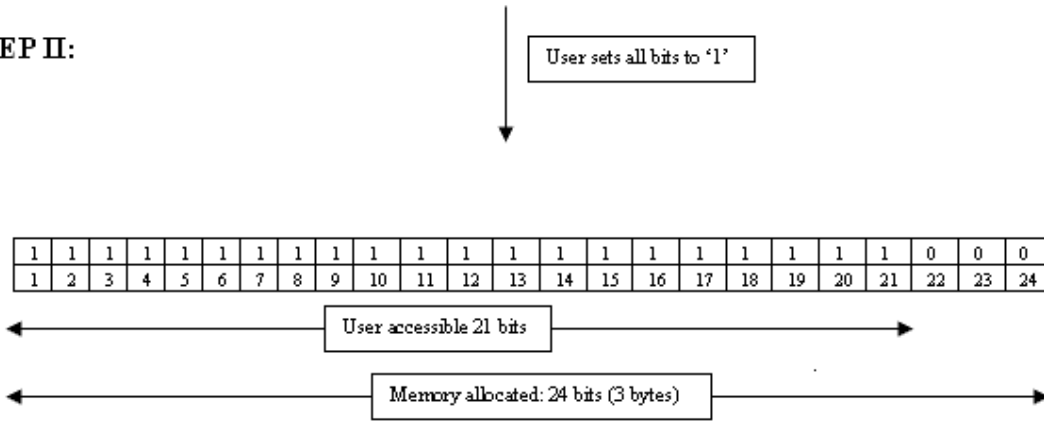 EP II:
User sets all bits to ‘1’
1 1 1 1 1 1 1 1 1 1 1 1 1 1 1 1 1 1 1 1 1 0 0 0
1 2 3 4 5 6 7 8 9 10 11 12 13 14 15 16 17 18 19 20 21 22 23 24
User accessible 21 bits
Memory allocated: 24 bits (3 bytes)